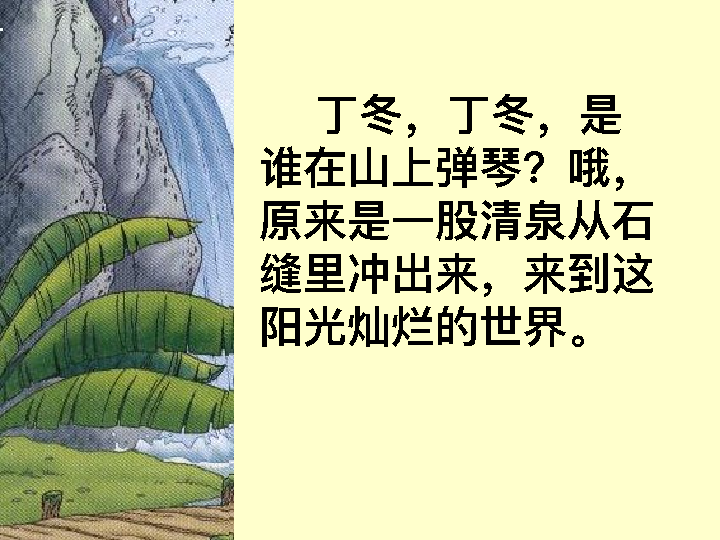 丁冬，丁冬，是
谁在山上弹琴？哦，
原来是一股清泉从石
缝里冲出来，来到这
阳光灿烂的世界。